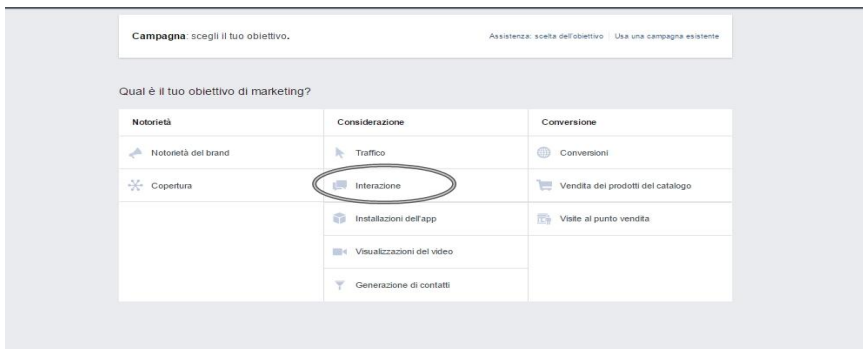 Campagna: scegli il tuo obiettivo.
Assistenza: scelta dell'obiettivo | Usa una campagna esistente
Qual è il tuo obiettivo di marketing?
Notorietà
Notorietà del brand
Copertura
Considerazione
Traffico
Interazione
Installazioni dell'app
Visualizzazioni del video
Generazione di contatti
Conversione
Conversioni
Vendita dei prodotti del catalogo
Visite al punto vendita